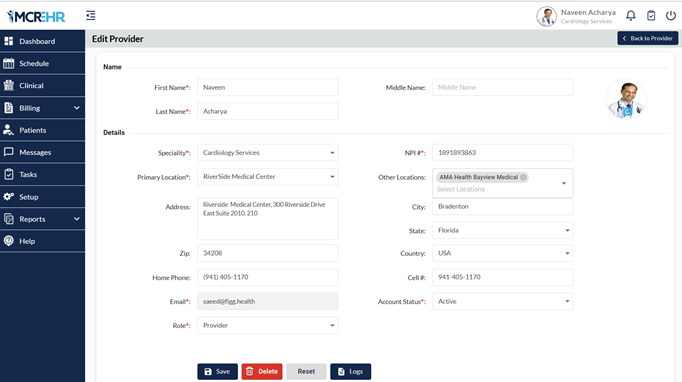 MCREHR
Naveen Acharya
Cardiology Services
Dashboard
Schedule
Clinical
Billing
Patients
Messages
Tasks
Setup
Reports
Help
Edit Provider
Back to Provider
Name
First Name*:
Naveen
Middle Name:
Middle Name
Last Name*:
Acharya
Details
Speciality*:
Cardiology Services
NPI #*:
1891893863
Primary Location*:
RiverSide Medical Center
Other Locations:
AMA Health Bayview Medical
Select Locations
Address:
Riverside Medical Center, 300 Riverside Drive
East Suite 2010. 210
City:
Bradenton
State:
Florida
Zip:
34208
Country:
USA
Home Phone:
(941) 405-1170
Cell #:
941-405-1170
Email*:
saeed@figg.health
Account Status*:
Active
Role*:
Provider
Save
Delete
Reset
Logs